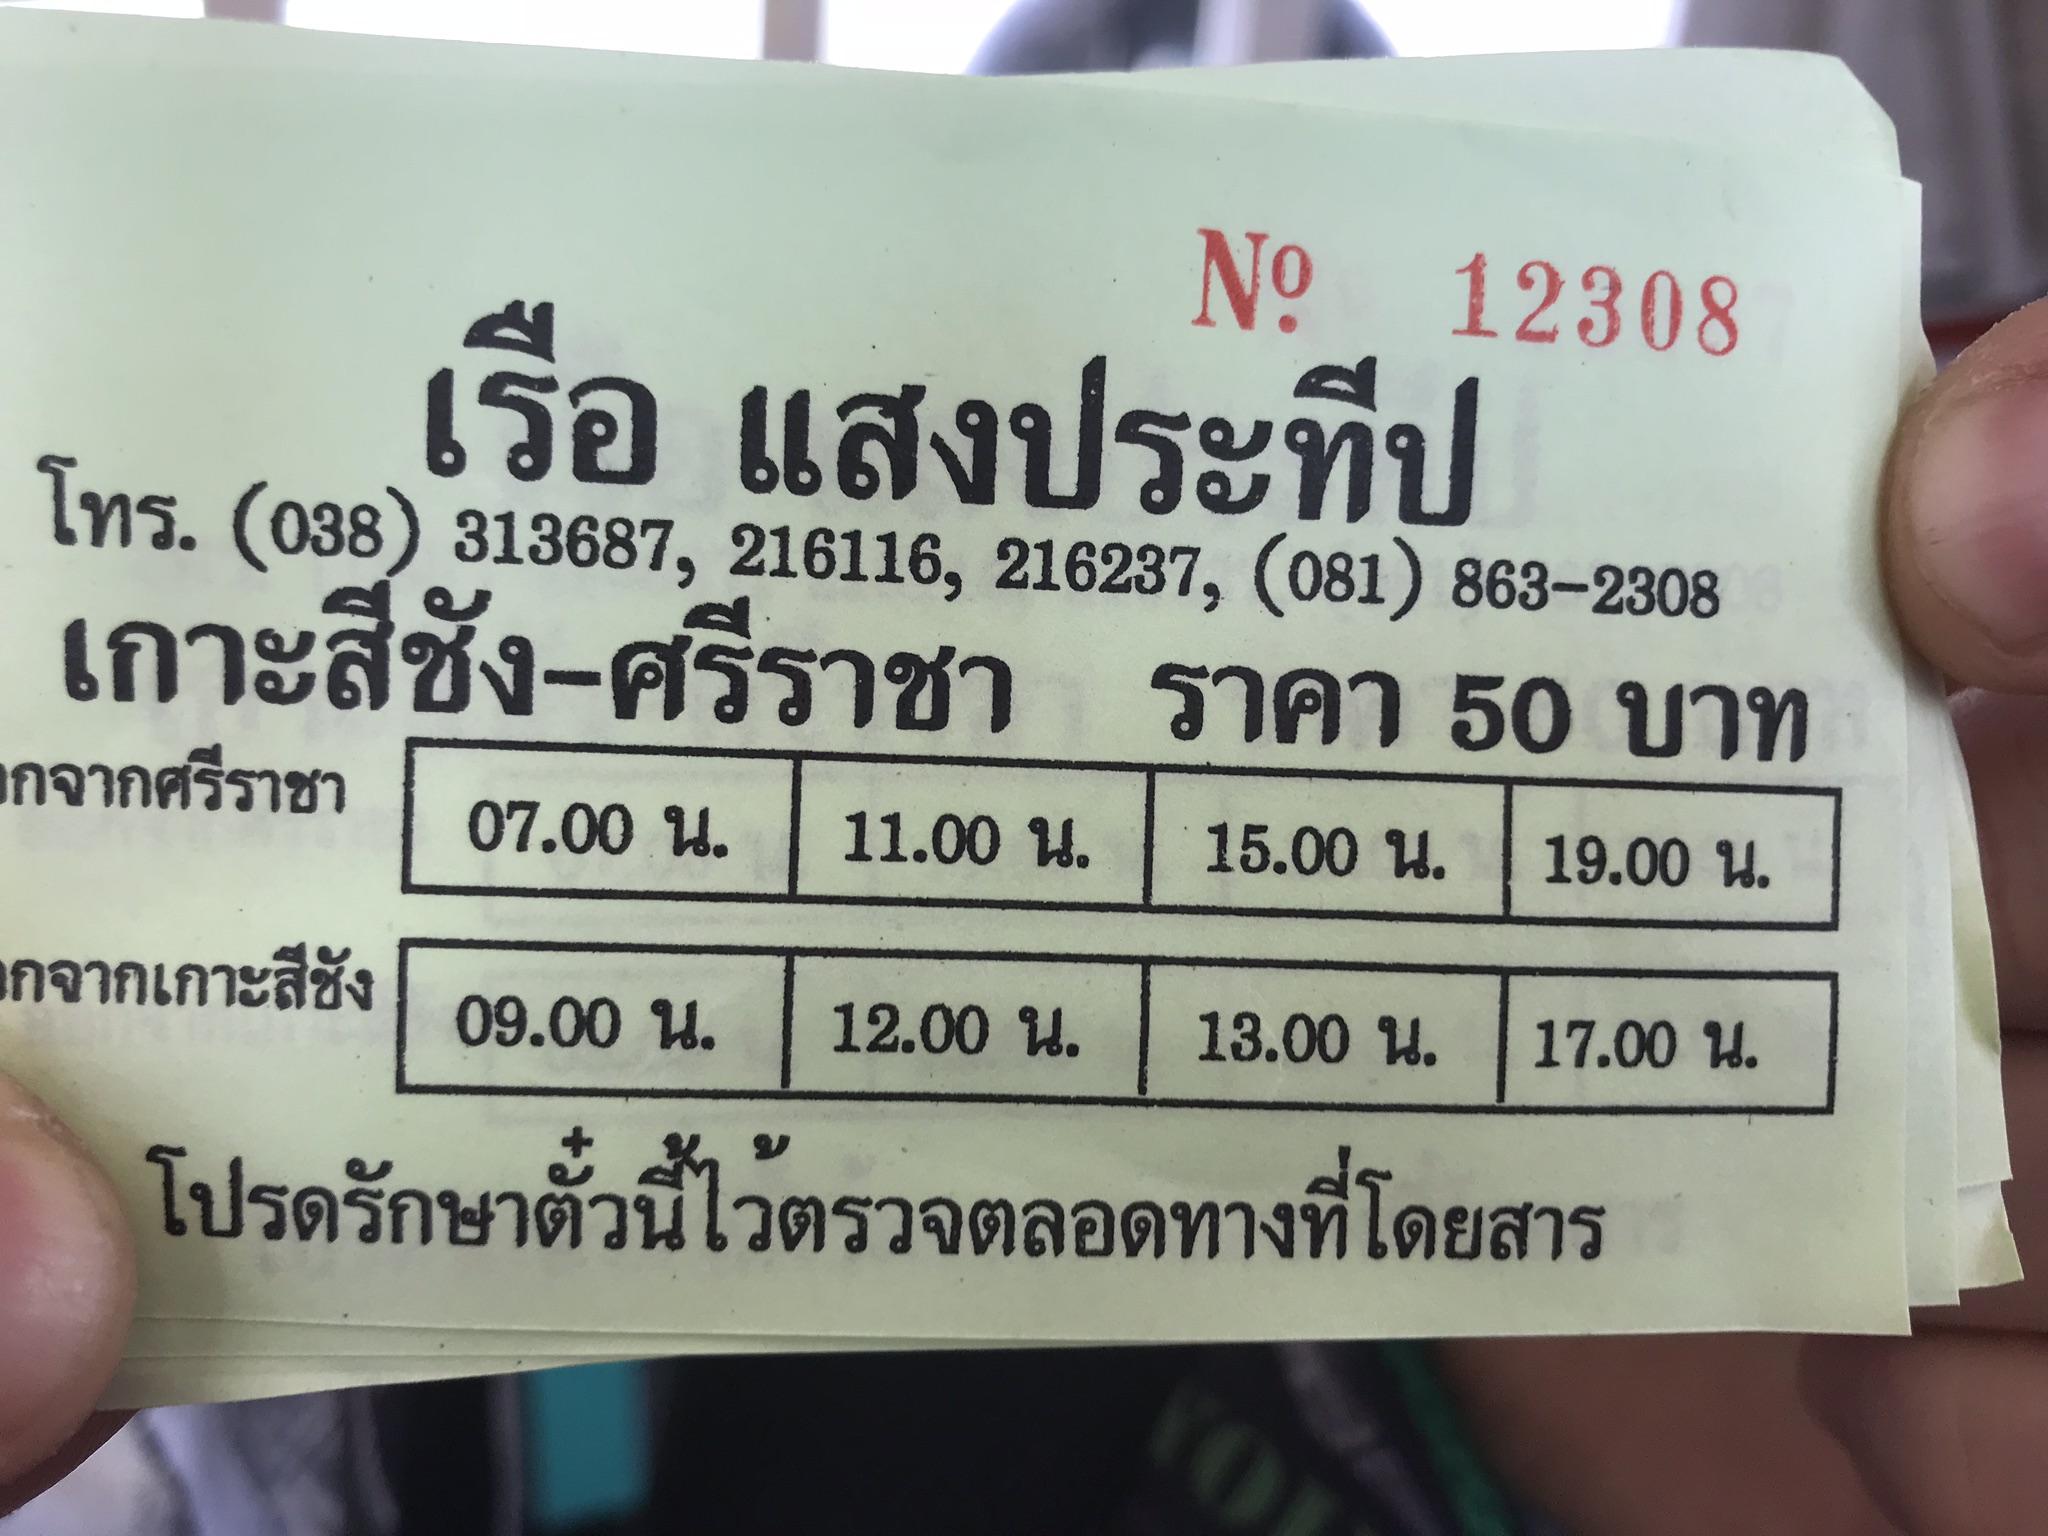 Nº. 12308
เรือ แสงประทีป
โทร. (038) 313687, 216116, 216237, (081) 863-2308
เกาะสีชัง-ศรีราชา ราคา 50 บาท
กจากศรีราชา 07.00 น. 11.00 น. 15.00 น. 19.00 น.
กจากเกาะสีชัง 09.00 น. 12.00 น. 13.00 น. 17.00 น.
โปรดรักษาตั๋วนี้ไว้ตรวจตลอดทางที่โดยสาร